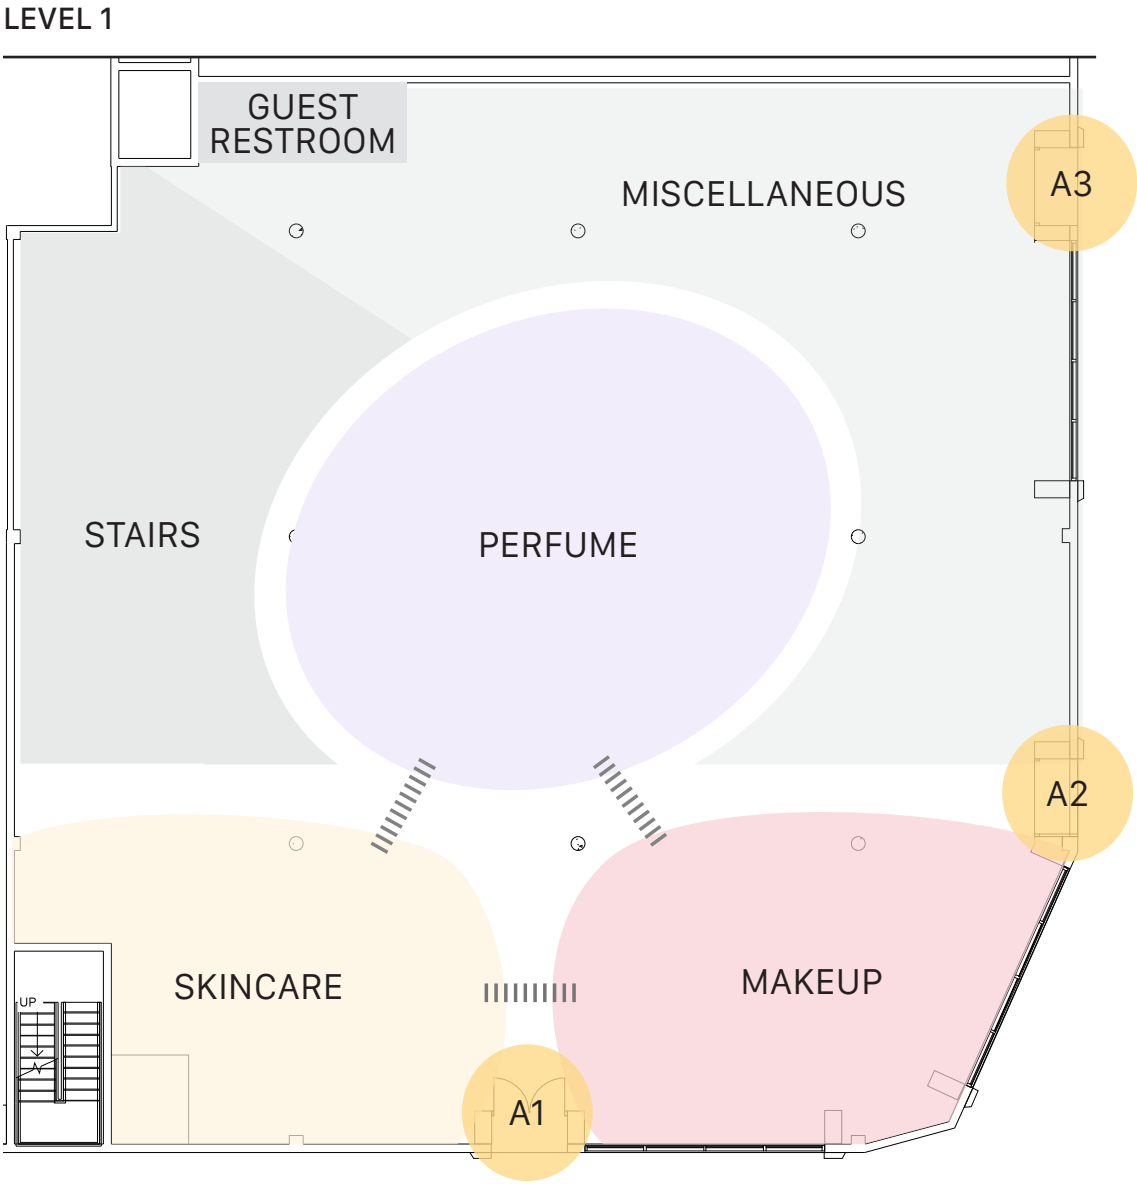 LEVEL 1
GUEST
RESTROOM
MISCELLANEOUS
A3
STAIRS
PERFUME
A2
SKINCARE
MAKEUP
UP
A1